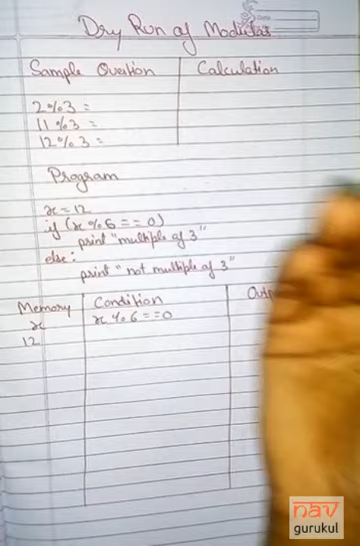 Dry Run of Modulas
Sample Question Calculation
2%3 =
11%3 =
12%3 =
Program
x=12
if (x%6==0)
print "multiple of 3"
else:
print "not multiple of 3"
Memory Condition
x x%6==0
12
nav
gurukul